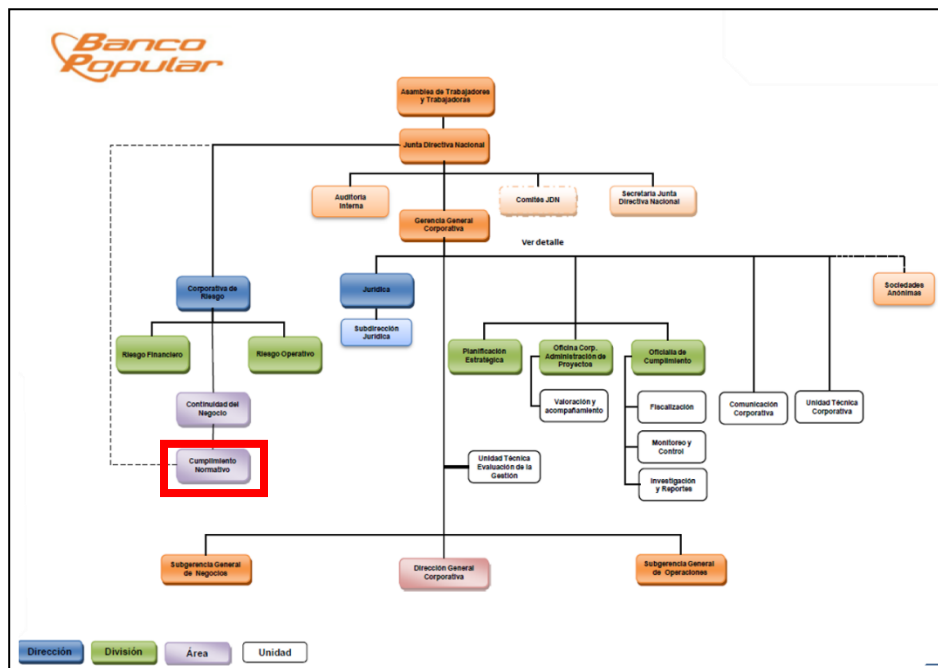 Banco
Popular
Asamblea de Trabajadores
y Trabajadoras
Junta Directiva Nacional
Auditoría
Interna
Comités JDN
Secretaría Junta
Directiva Nacional
Gerencia General
Corporativa
Ver detalle
Corporativa de
Riesgo
Jurídica
Sociedades
Anónimas
Subdirección
Jurídica
Riesgo Financiero
Riesgo Operativo
Planificación
Estratégica
Oficina Corp.
Administración de
Proyectos
Oficialía de
Cumplimiento
Continuidad del
Negocio
Valoración y
acompañamiento
Fiscalización
Comunicación
Corporativa
Unidad Técnica
Corporativa
Cumplimiento
Normativo
Unidad Técnica
Evaluación de la
Gestión
Monitoreo y
Control
Investigación
y Reportes
Subgerencia General
de Negocios
Dirección General
Corporativa
Subgerencia General
de Operaciones
Dirección
División
Área
Unidad